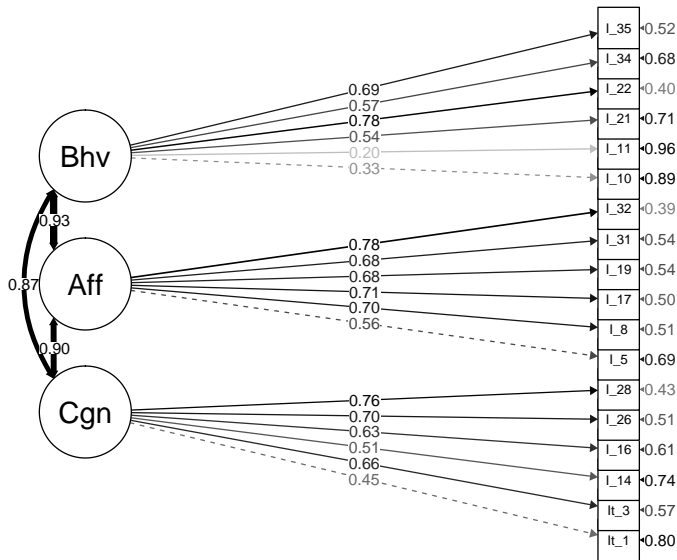 I_35 0.52
I_34 0.68
0.69
0.57
I_22 0.40
0.78
I_21 0.71
0.54
Bhv
0.20
I_11 0.96
0.33
I_10 0.89
I_32 0.39
0.93
0.78
I_31 0.54
0.68
I_19 0.54
0.68
0.87
Aff
0.71
I_17 0.50
0.70
I_8 0.51
0.56
0.90
I_5 0.69
I_28 0.43
0.76
0.70
I_26 0.51
Cgn
0.63
I_16 0.61
0.51
0.66
I_14 0.74
0.45
It_3 0.57
It_1 0.80